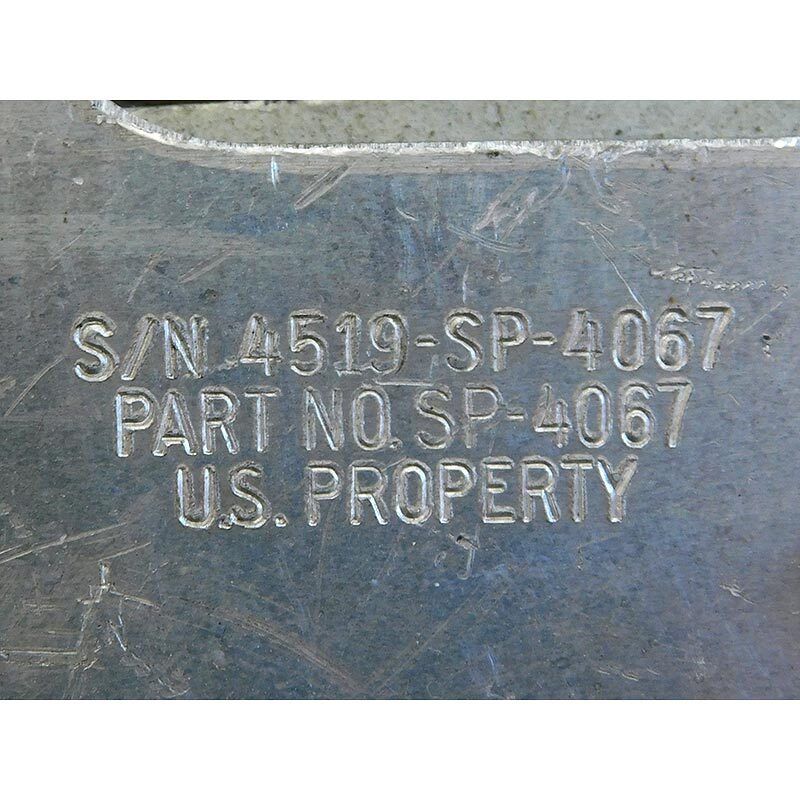 S/N 4519-SP-4067
PART NO. SP-4067
U.S. PROPERTY